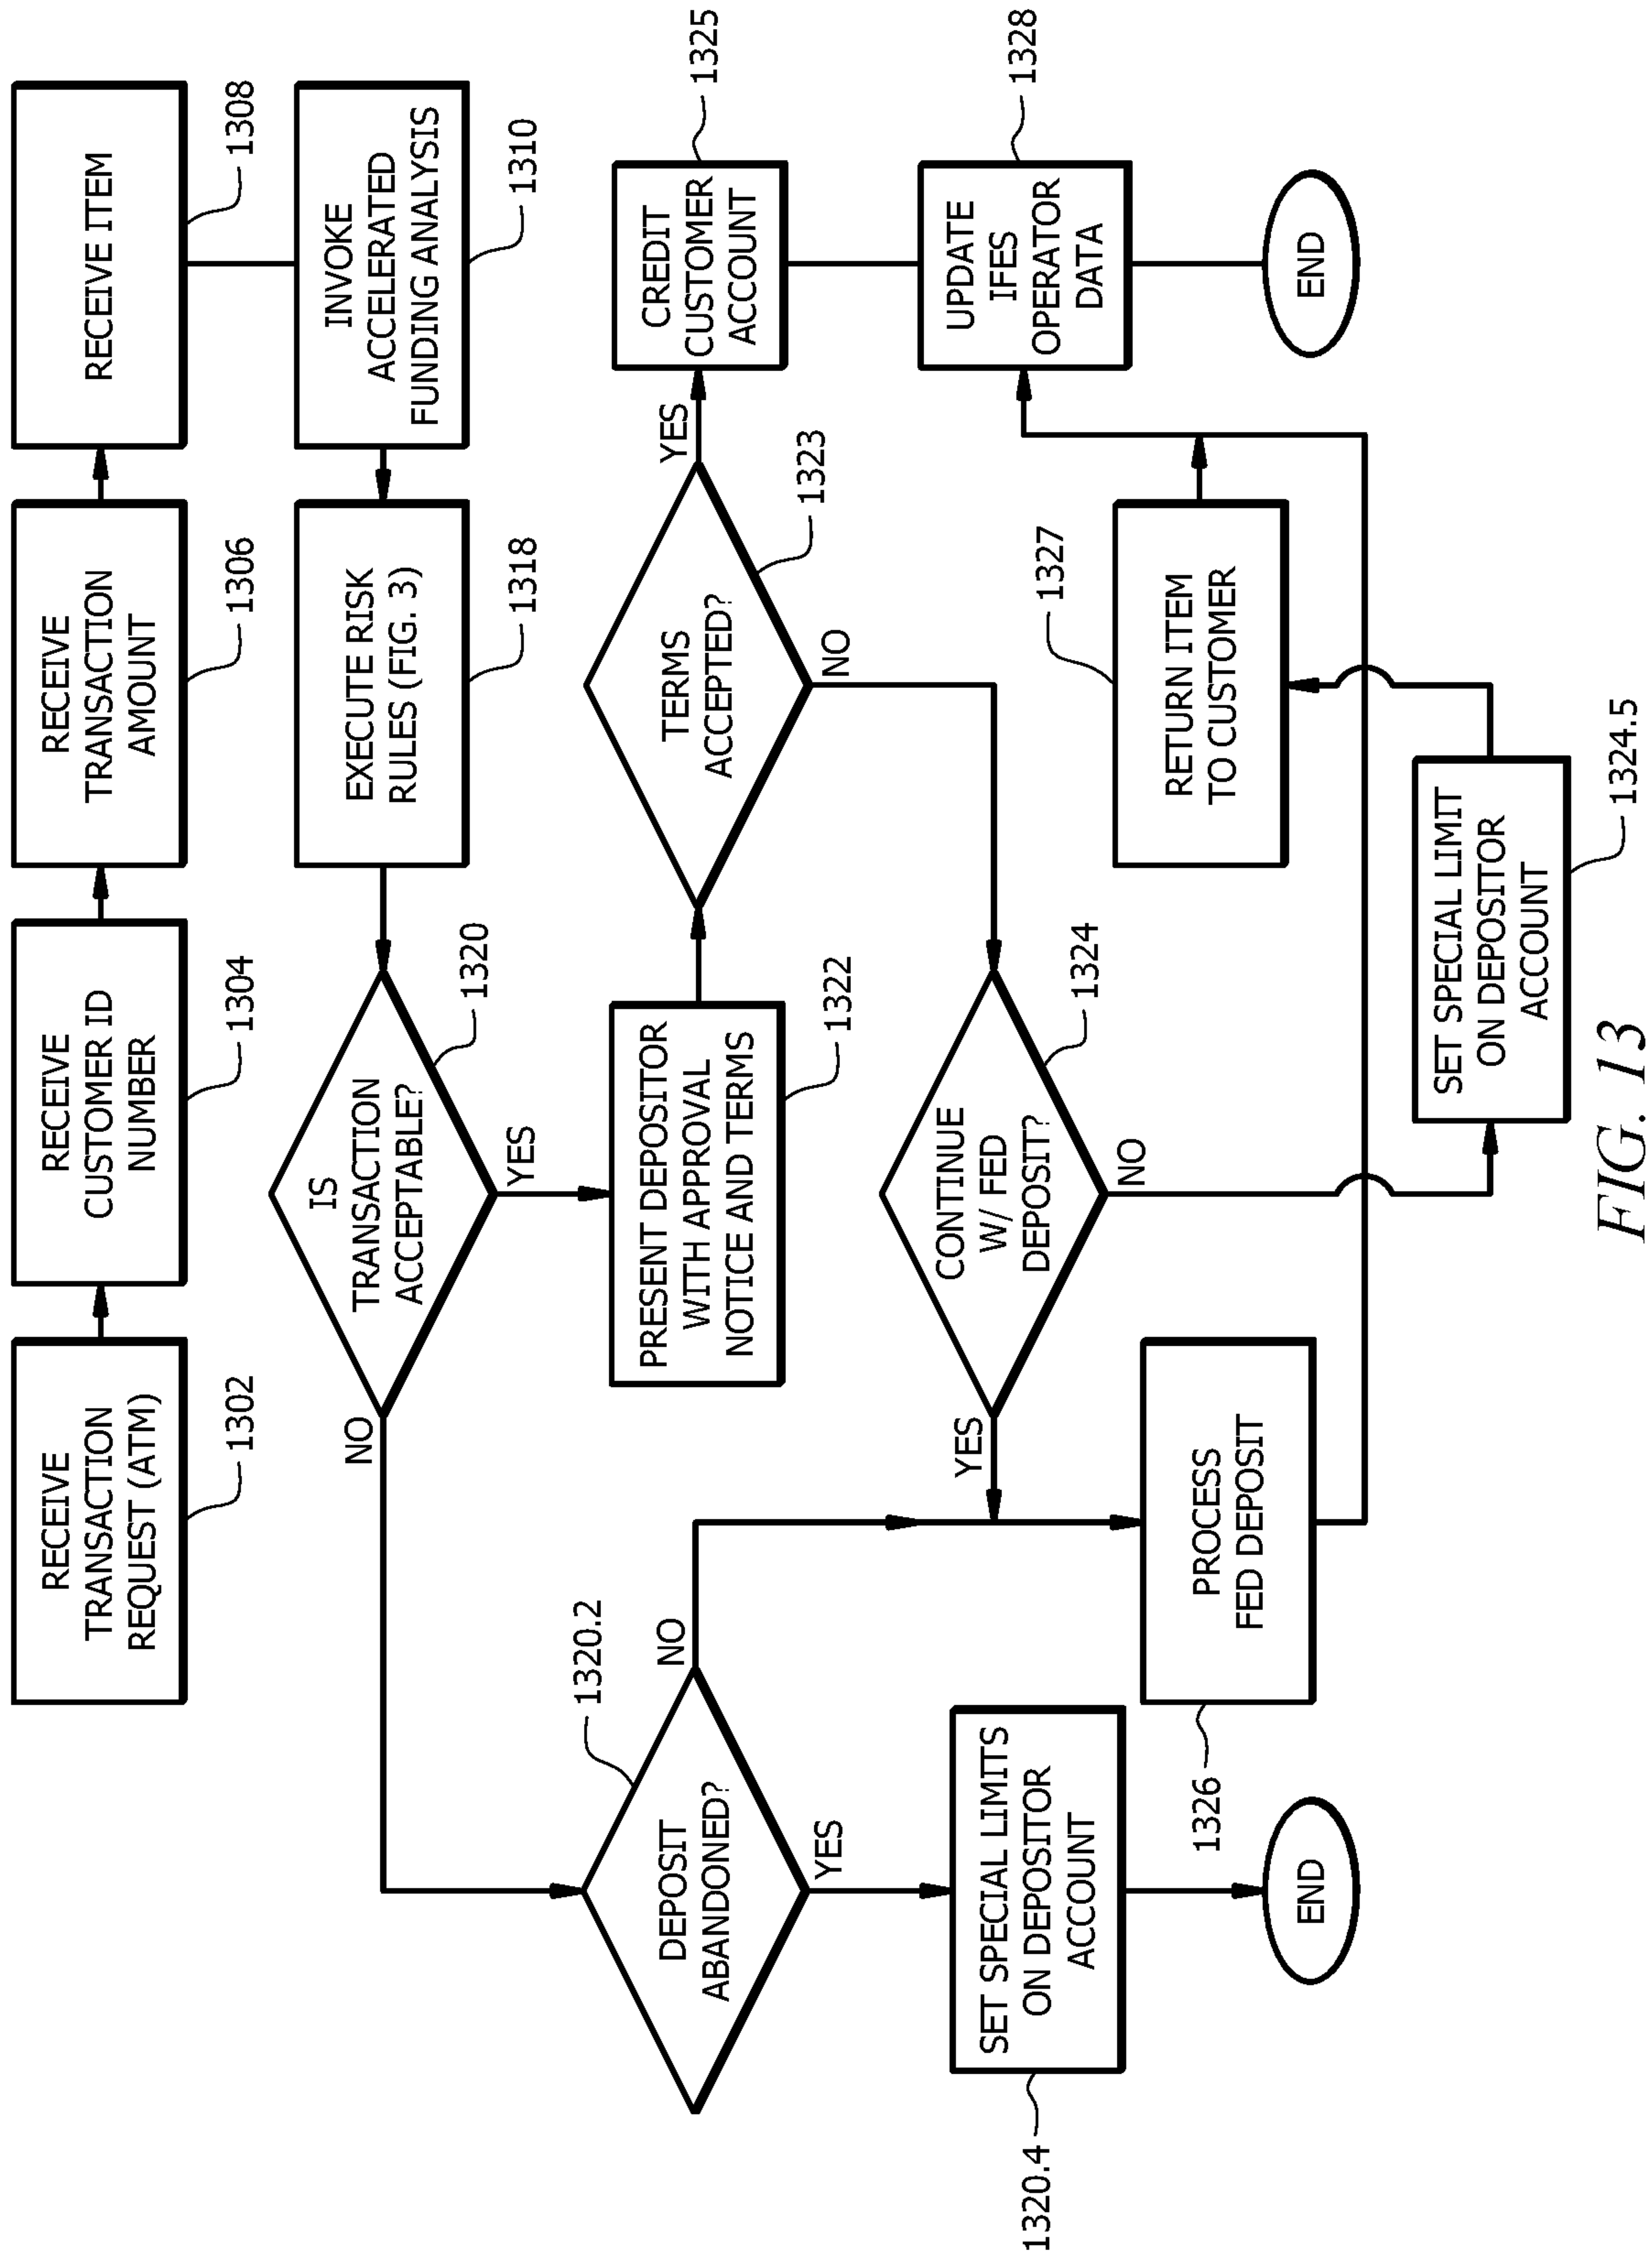 RECEIVE
TRANSACTION
REQUEST (ATM)
1302
RECEIVE
CUSTOMER ID
NUMBER
1304
RECEIVE
TRANSACTION
AMOUNT
1306
RECEIVE ITEM
1308
INVOKE
ACCELERATED
FUNDING ANALYSIS
1310
EXECUTE RISK
RULES (FIG. 3)
1318
IS
TRANSACTION
ACCEPTABLE?
1320
NO
YES
DEPOSIT
ABANDONED?
1320.2
NO
YES
PRESENT DEPOSITOR
WITH APPROVAL
NOTICE AND TERMS
1322
TERMS
ACCEPTED?
1323
YES
NO
CREDIT
CUSTOMER
ACCOUNT
1325
SET SPECIAL LIMITS
ON DEPOSITOR
ACCOUNT
1320.4
CONTINUE
W/ FED
DEPOSIT?
1324
YES
NO
UPDATE
IFES
OPERATOR
DATA
1328
PROCESS
FED DEPOSIT
1326
RETURN ITEM
TO CUSTOMER
1327
END
END
SET SPECIAL LIMIT
ON DEPOSITOR
ACCOUNT
1324.5
FIG. 13